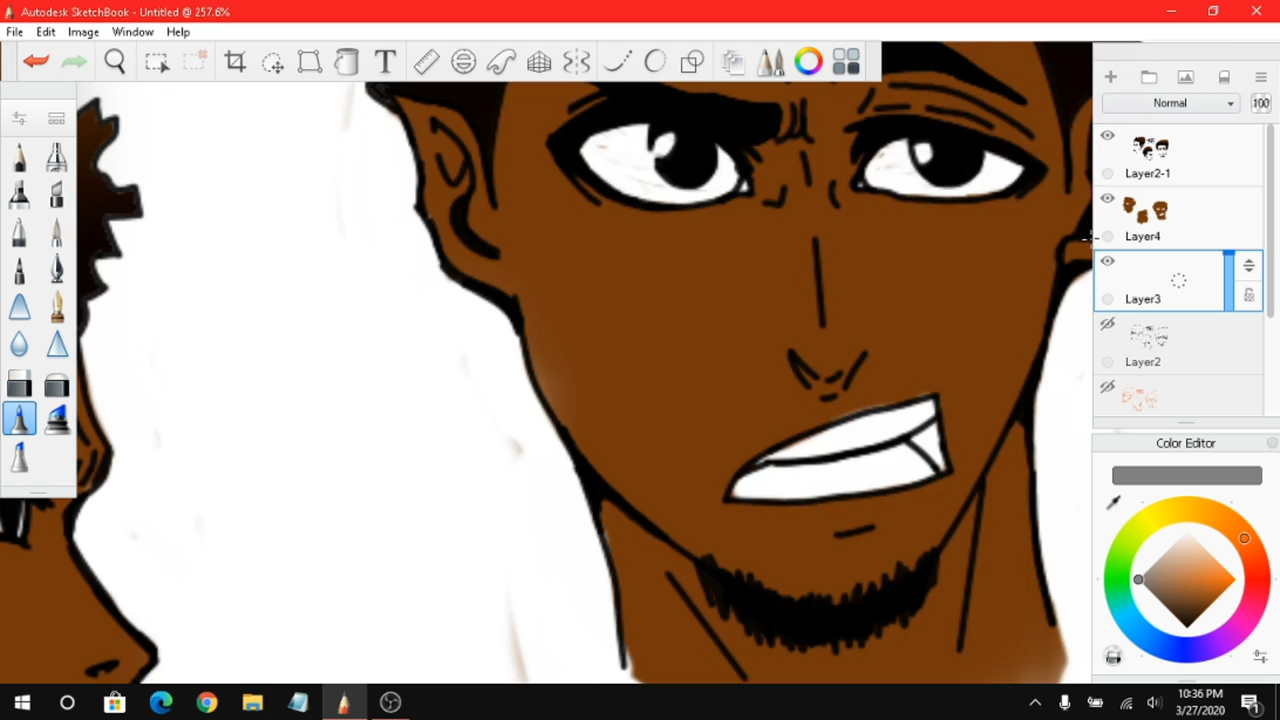 Autodesk SketchBook - Untitled @ 257.6%
File Edit Image Window Help
T
Normal 100
Layer2-1
Layer4
Layer3
Layer2
Color Editor
10:36 PM
3/27/2020
1